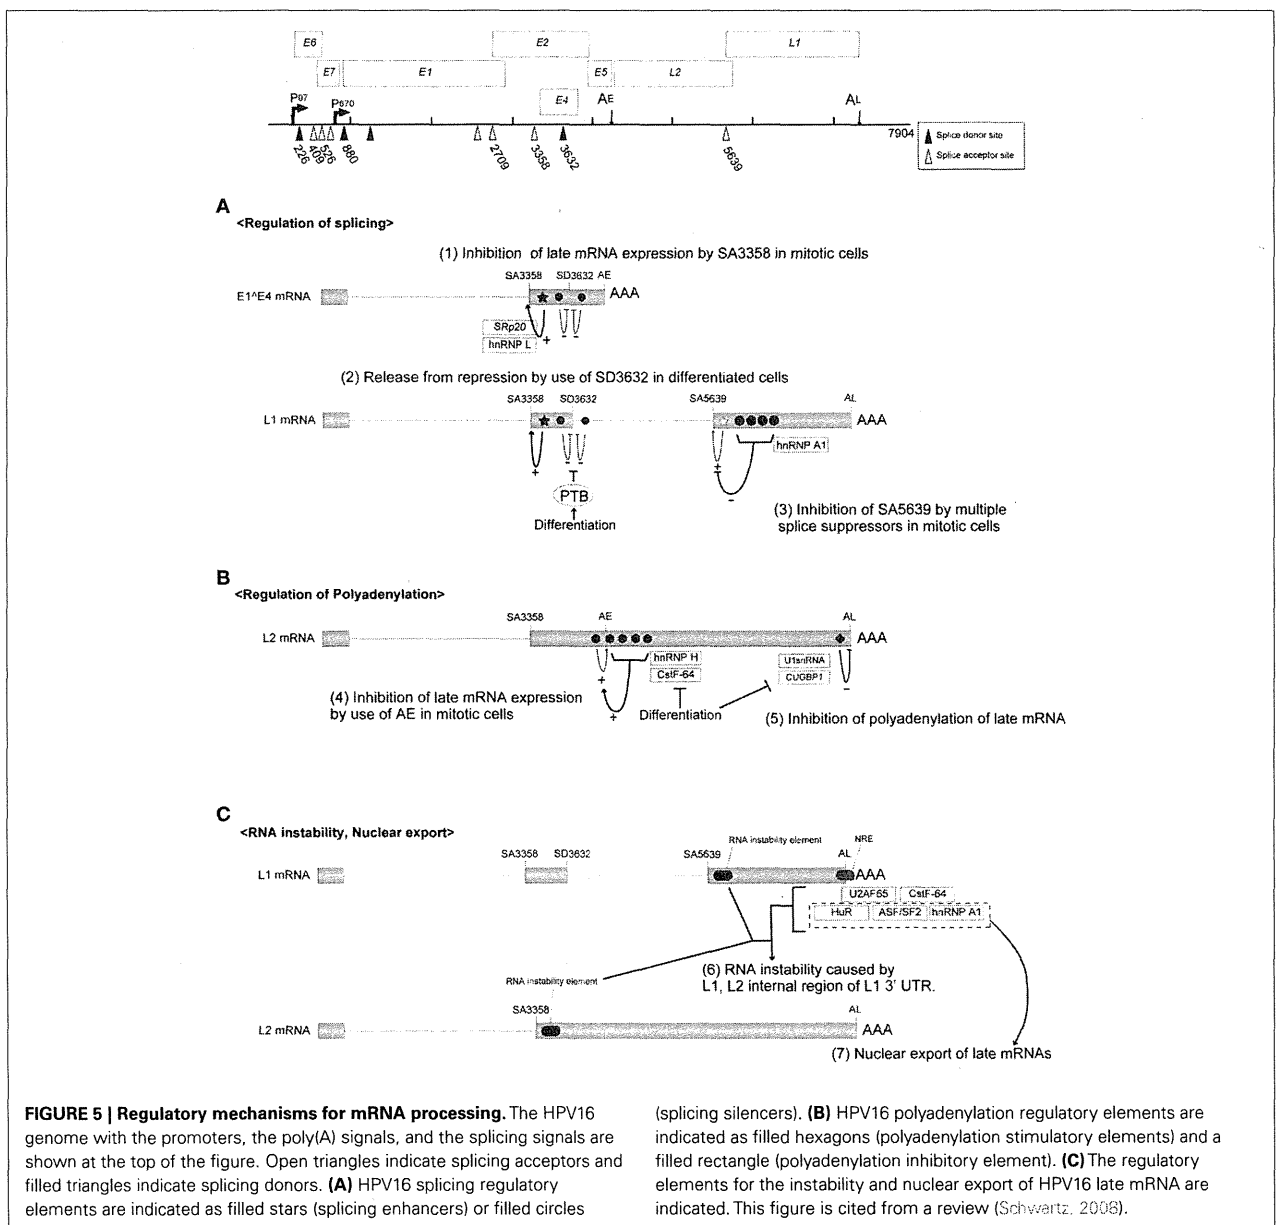 E6
E2
L1
E7
E1
E5
L2
P97
P670
E4
AE
AL
7904
226
409
526
880
2709
3358
3632
5639
Splice donor site
Splice acceptor site
A
<Regulation of splicing>
(1) Inhibition of late mRNA expression by SA3358 in mitotic cells
SA3358 SD3632 AE
E1^E4 mRNA
AAA
SRp20
hnRNP L
+
-
-
(2) Release from repression by use of SD3632 in differentiated cells
SA3358 SD3632 SA5639 AL
L1 mRNA
AAA
hnRNP A1
+
-
-
+
-
PTB
Differentiation
(3) Inhibition of SA5639 by multiple
splice suppressors in mitotic cells
B
<Regulation of Polyadenylation>
SA3358 AE AL
L2 mRNA
AAA
hnRNP H
CstF-64
U1snRNA
CUGBP1
+
+
-
(4) Inhibition of late mRNA expression
by use of AE in mitotic cells
Differentiation
(5) Inhibition of polyadenylation of late mRNA
C
<RNA instability, Nuclear export>
RNA instability element NRE
SA3358 SD3632 SA5639 AL
L1 mRNA
AAA
U2AF65 CstF-64
HuR ASF/SF2 hnRNP A1
(6) RNA instability caused by
L1, L2 internal region of L1 3' UTR.
RNA instability element
SA3358 AL
L2 mRNA
AAA
(7) Nuclear export of late mRNAs
FIGURE 5 | Regulatory mechanisms for mRNA processing. The HPV16
genome with the promoters, the poly(A) signals, and the splicing signals are
shown at the top of the figure. Open triangles indicate splicing acceptors and
filled triangles indicate splicing donors. (A) HPV16 splicing regulatory
elements are indicated as filled stars (splicing enhancers) or filled circles
(splicing silencers). (B) HPV16 polyadenylation regulatory elements are
indicated as filled hexagons (polyadenylation stimulatory elements) and a
filled rectangle (polyadenylation inhibitory element). (C) The regulatory
elements for the instability and nuclear export of HPV16 late mRNA are
indicated. This figure is cited from a review (Schwartz, 2008).